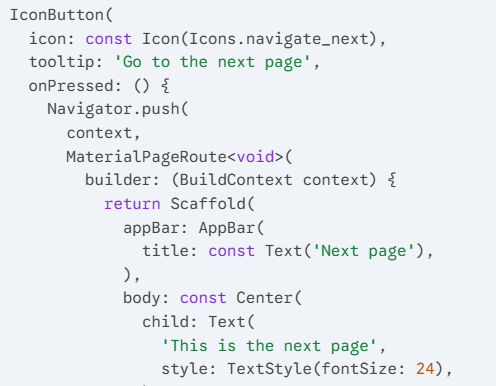 IconButton(
  icon: const Icon(Icons.navigate_next),
  tooltip: 'Go to the next page',
  onPressed: () {
    Navigator.push(
      context,
      MaterialPageRoute<void>(
        builder: (BuildContext context) {
          return Scaffold(
            appBar: AppBar(
              title: const Text('Next page'),
            ),
            body: const Center(
              child: Text(
                'This is the next page',
                style: TextStyle(fontSize: 24),